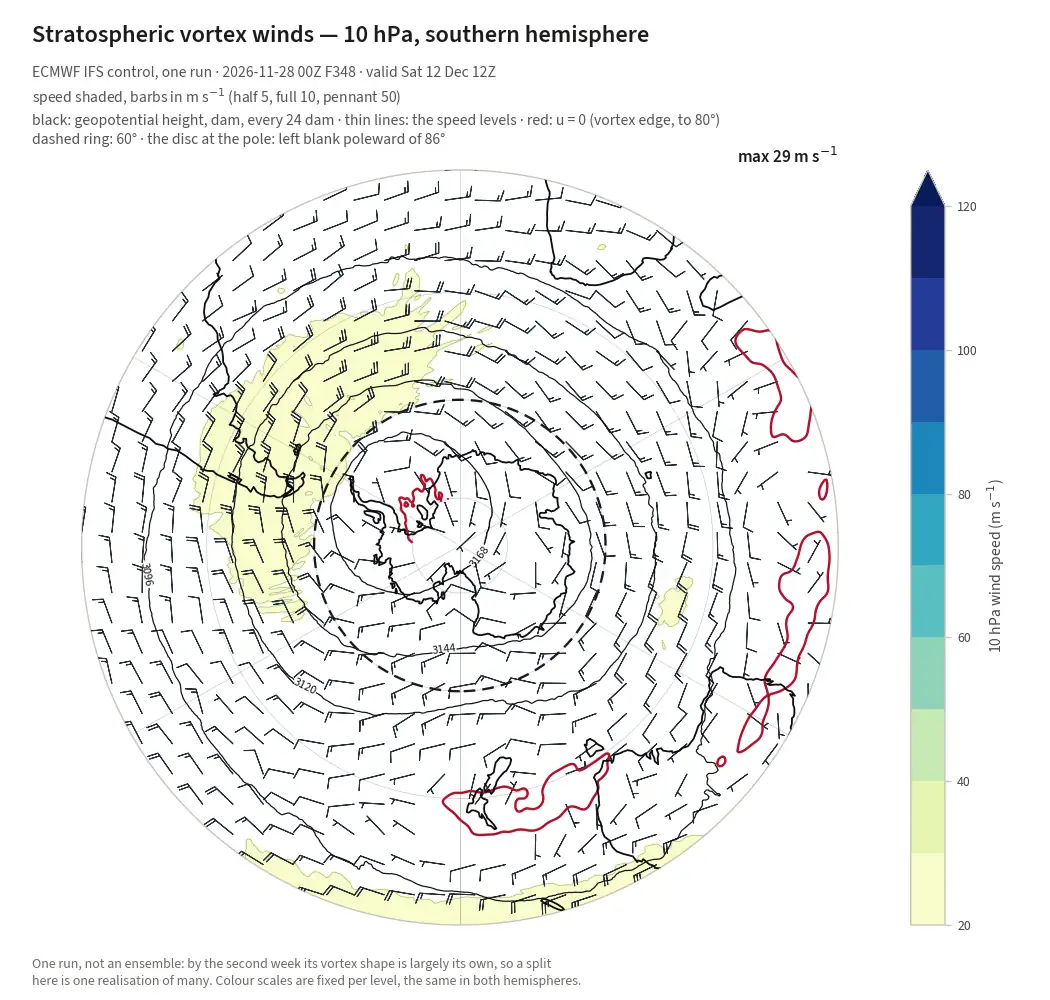 Stratospheric vortex winds — 10 hPa, southern hemisphere
ECMWF IFS control, one run · 2026-11-28 00Z F348 · valid Sat 12 Dec 12Z
speed shaded, barbs in m s⁻¹ (half 5, full 10, pennant 50)
black: geopotential height, dam, every 24 dam · thin lines: the speed levels · red: u = 0 (vortex edge, to 80°)
dashed ring: 60° · the disc at the pole: left blank poleward of 86°
max 29 m s⁻¹
120
100
80
60
40
20
10 hPa wind speed (m s⁻¹)
3168
3144
3120
3096
One run, not an ensemble: by the second week its vortex shape is largely its own, so a split
here is one realisation of many. Colour scales are fixed per level, the same in both hemispheres.